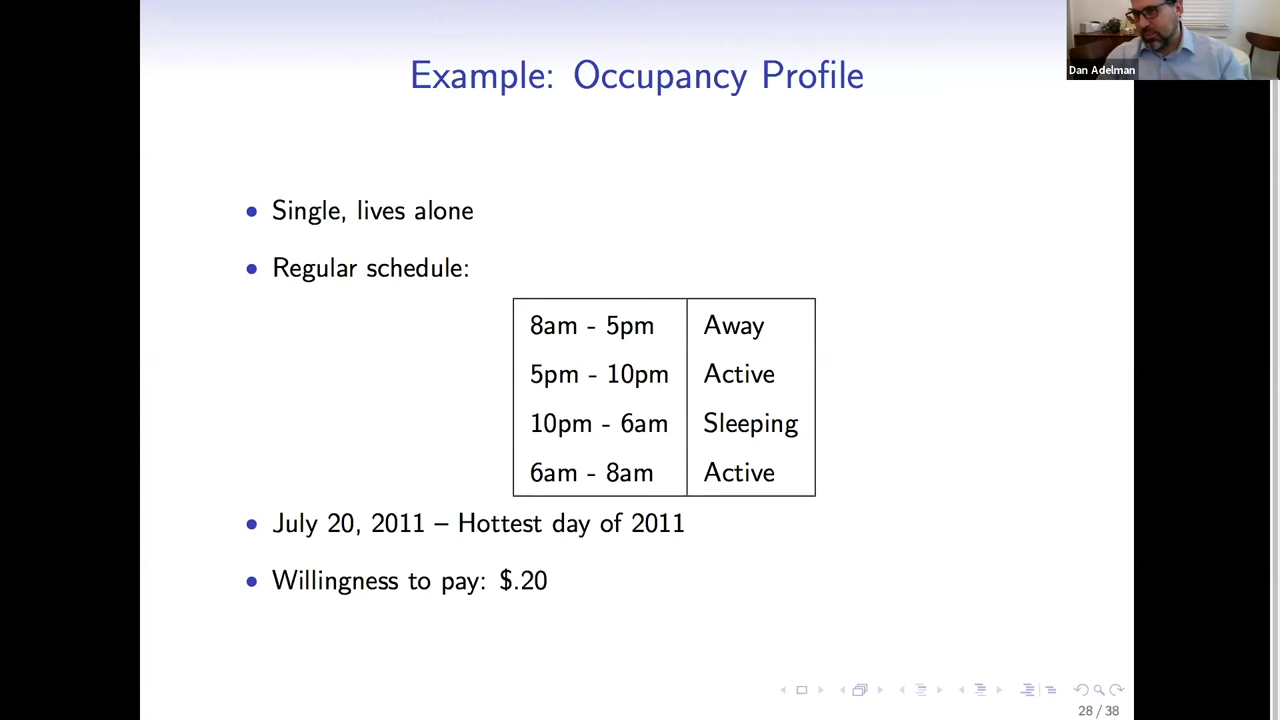 Example: Occupancy Profile
Dan Adelman
• Single, lives alone
• Regular schedule:
8am - 5pm Away
5pm - 10pm Active
10pm - 6am Sleeping
6am - 8am Active
• July 20, 2011 – Hottest day of 2011
• Willingness to pay: $.20
28 / 38